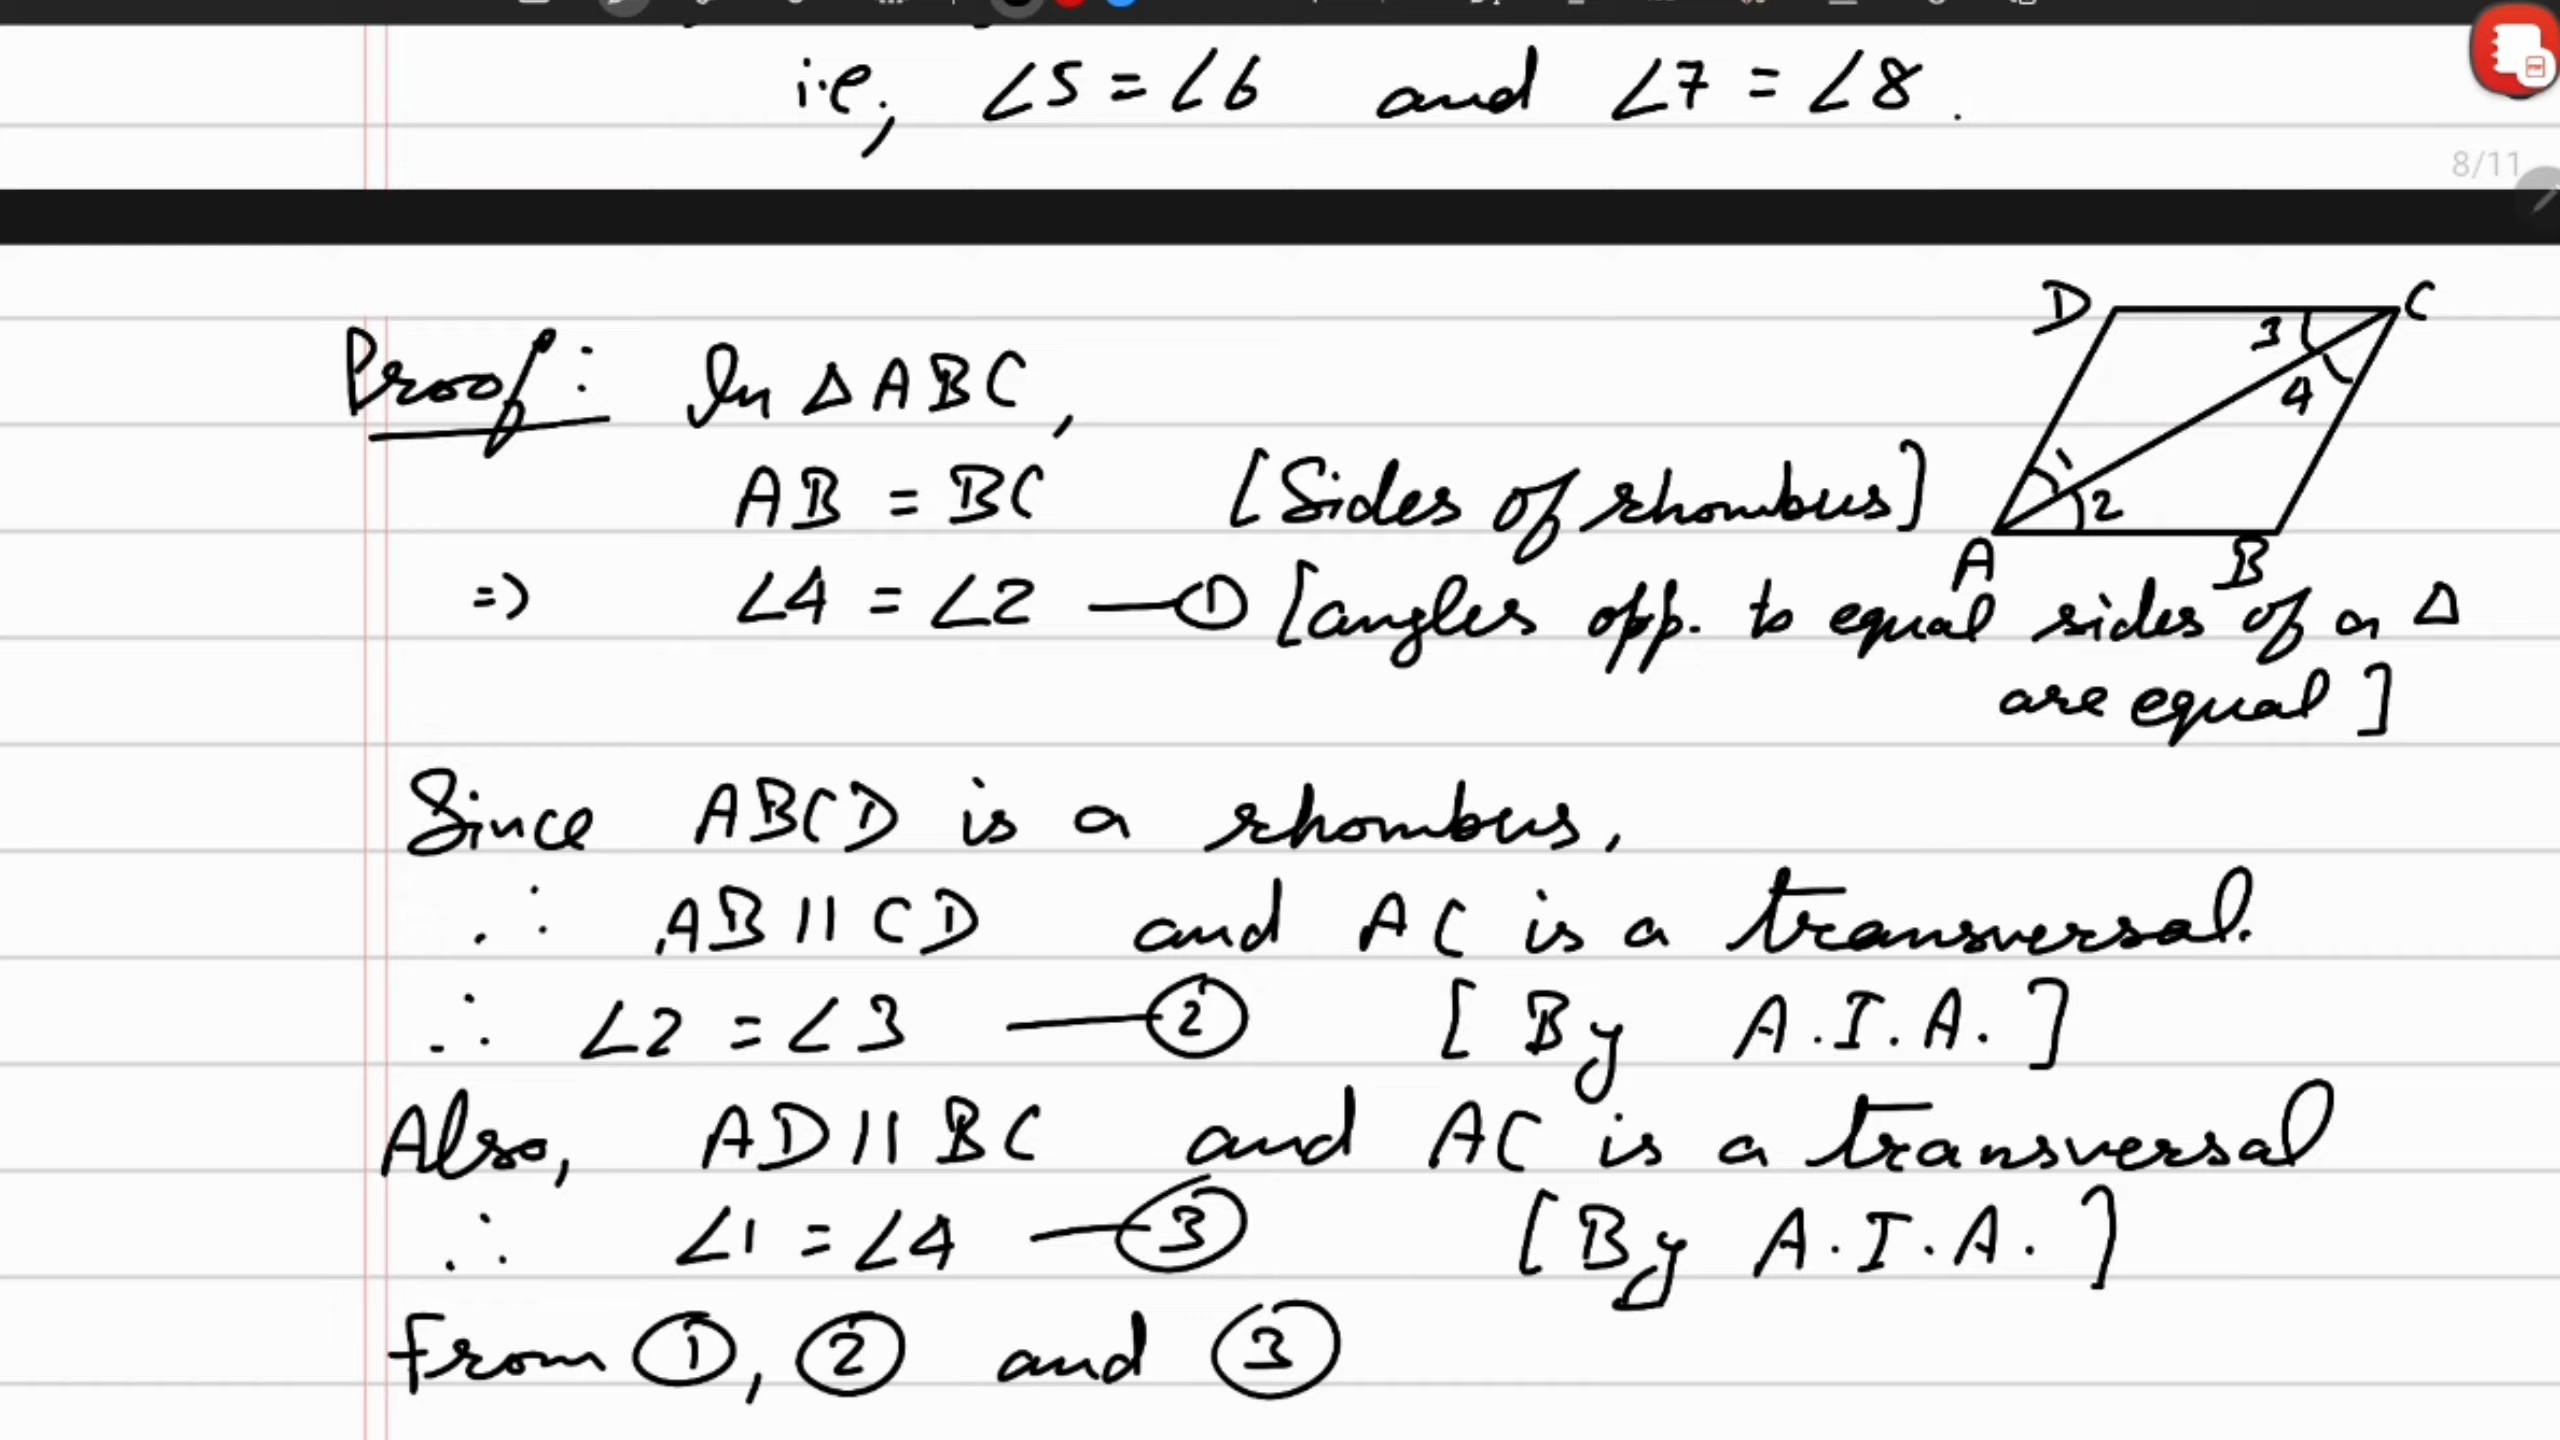 i.e; ∠5 = ∠6 and ∠7 = ∠8.
8/11
Proof: In △ABC,
AB = BC [Sides of rhombus]
=> ∠4 = ∠2 — ① [angles opp. to equal sides of a △
are equal]
D C
3
4
1
2
A B
Since ABCD is a rhombus,
∴ AB || CD and AC is a transversal.
∴ ∠2 = ∠3 — ② [By A.I.A.]
Also, AD || BC and AC is a transversal
∴ ∠1 = ∠4 — ③ [By A.I.A.]
From ①, ② and ③